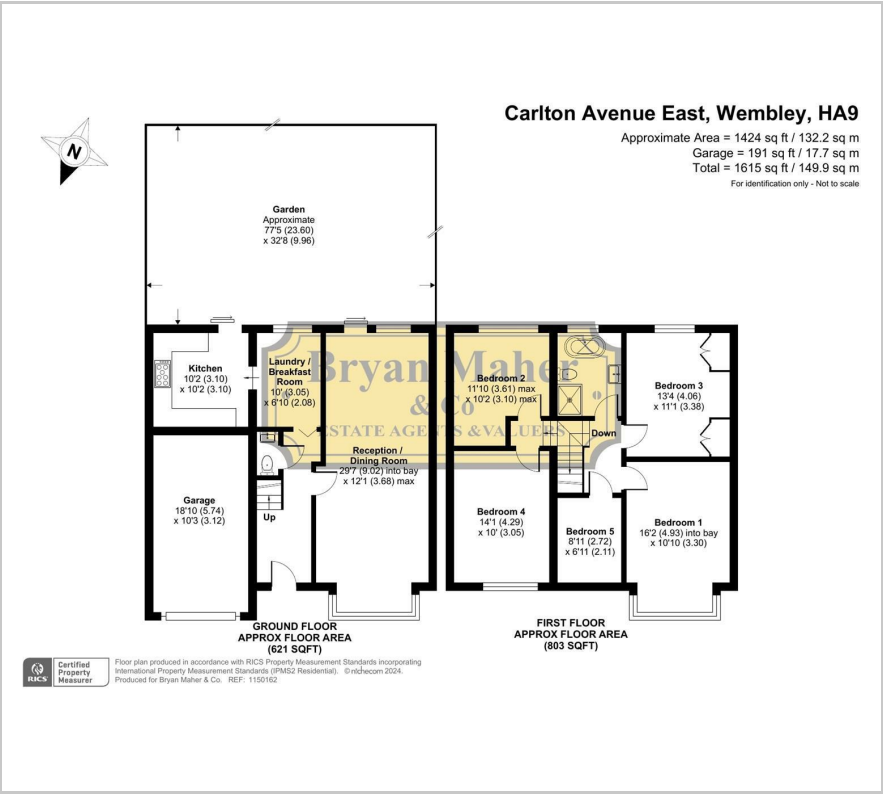 Carlton Avenue East, Wembley, HA9
Approximate Area = 1424 sq ft / 132.2 sq m
Garage = 191 sq ft / 17.7 sq m
Total = 1615 sq ft / 149.9 sq m
For identification only - Not to scale
N
Garden
Approximate
77'5 (23.60)
x 32'8 (9.96)
Kitchen
10'2 (3.10)
x 10'2 (3.10)
Laundry /
Breakfast
Room
10' (3.05)
x 6'10 (2.08)
Bryan Maher
& Co
ESTATE AGENTS & VALUERS
Reception /
Dining Room
29'7 (9.02) into bay
x 12'1 (3.68) max
Garage
18'10 (5.74)
x 10'3 (3.12)
Up
Bedroom 2
11'10 (3.61) max
x 10'2 (3.10) max
Bedroom 3
13'4 (4.06)
x 11'1 (3.38)
Down
Bedroom 4
14'1 (4.29)
x 10' (3.05)
Bedroom 5
8'11 (2.72)
x 6'11 (2.11)
Bedroom 1
16'2 (4.93) into bay
x 10'10 (3.30)
GROUND FLOOR
APPROX FLOOR AREA
(621 SQFT)
FIRST FLOOR
APPROX FLOOR AREA
(803 SQFT)
RICS
Certified
Property
Measurer
Floor plan produced in accordance with RICS Property Measurement Standards incorporating
International Property Measurement Standards (IPMS2 Residential). © ntchecom 2024.
Produced for Bryan Maher & Co. REF: 1150162